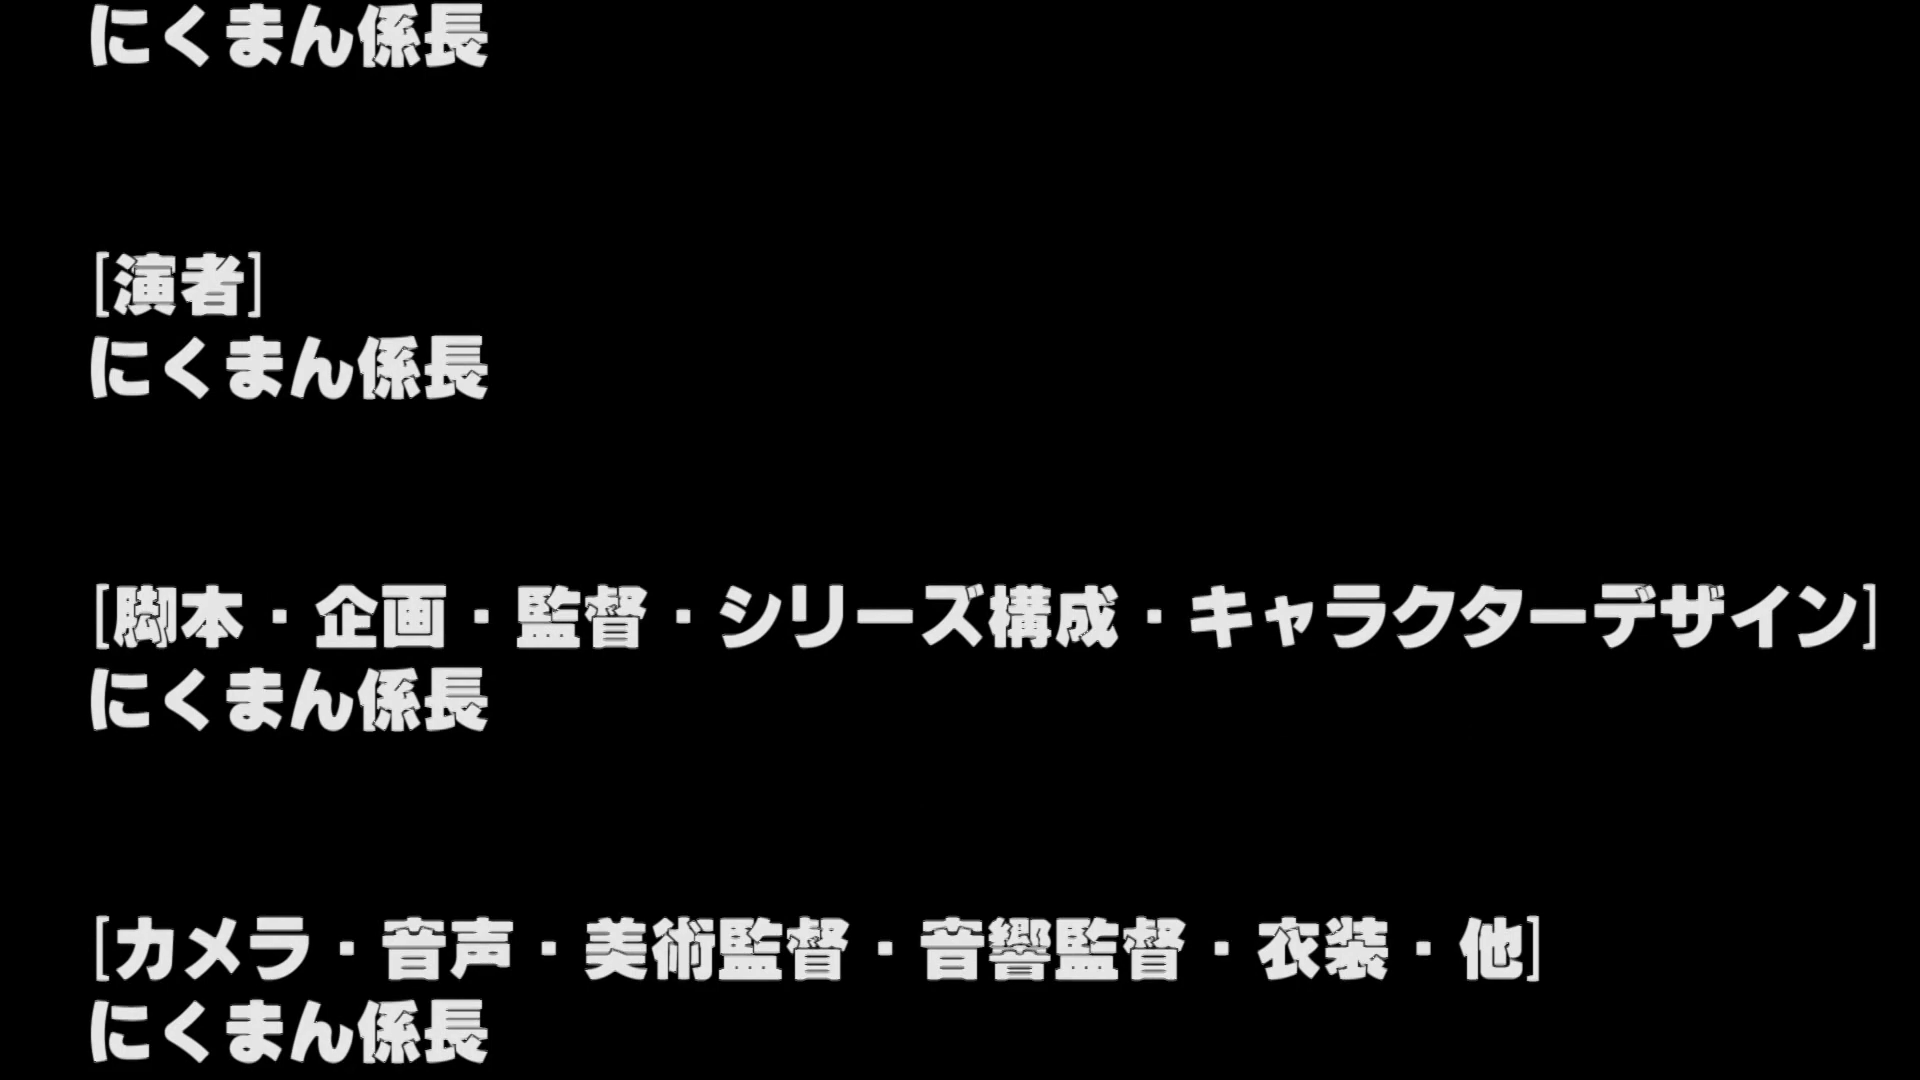 にくまん係長
[演者]
にくまん係長
[脚本・企画・監督・シリーズ構成・キャラクターデザイン]
にくまん係長
[カメラ・音声・美術監督・音響監督・衣装・他]
にくまん係長